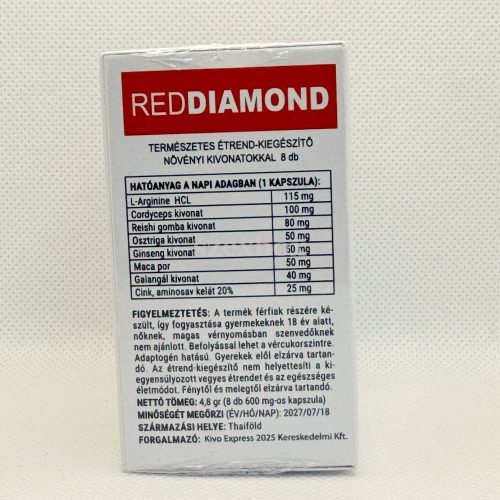 REDDIAMOND
TERMÉSZETES ÉTREND-KIEGÉSZÍTŐ
NÖVÉNYI KIVONATOKKAL 8 db
HATÓANYAG A NAPI ADAGBAN (1 KAPSZULA):
L-Arginine HCL 115 mg
Cordyceps kivonat 100 mg
Reishi gomba kivonat 80 mg
Osztriga kivonat 50 mg
Ginseng kivonat 50 mg
Maca por 50 mg
Galangál kivonat 40 mg
Cink, aminosav kelát 20% 25 mg
FIGYELMEZTETÉS: A termék férfiak részére ké-
szült, így fogyasztása gyermekeknek 18 év alatt,
nőknek, magas vérnyomásban szenvedőknek
nem ajánlott. Befolyással lehet a vércukorszintre.
Adaptogén hatású. Gyerekek elől elzárva tartan-
dó. Az étrend-kiegészítő nem helyettesíti a ki-
egyensúlyozott vegyes étrendet és az egészséges
életmódot. Fénytől és melegtől elzárva tartandó.
NETTÓ TÖMEG: 4,8 gr (8 db 600 mg-os kapszula)
MINŐSÉGÉT MEGŐRZI (ÉV/HÓ/NAP): 2027/07/18
SZÁRMAZÁSI HELYE: Thaiföld
FORGALMAZÓ: Kivo Express 2025 Kereskedelmi Kft.